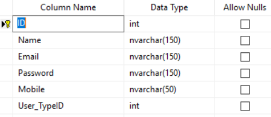 Column Name Data Type Allow Nulls
ID int
Name nvarchar(150)
Email nvarchar(150)
Password nvarchar(150)
Mobile nvarchar(50)
User_TypeID int